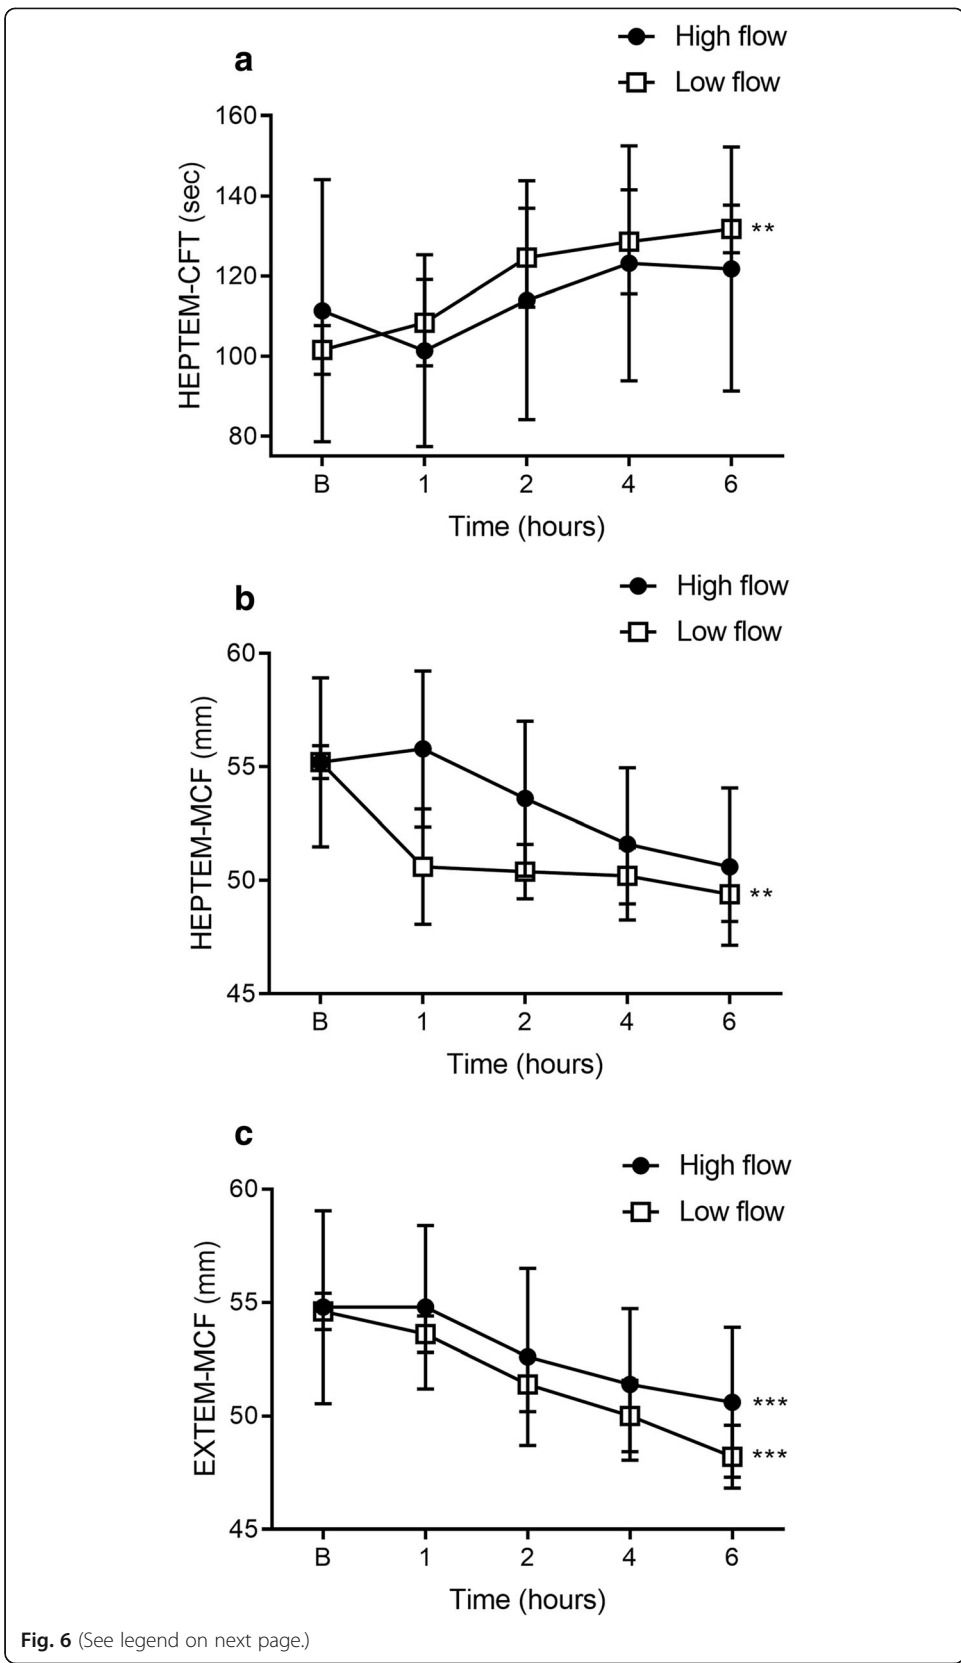 a
High flow
Low flow
HEPTEM-CFT (sec)
160
140
120
100
80
**
B 1 2 4 6
Time (hours)
b
High flow
Low flow
HEPTEM-MCF (mm)
60
55
50
45
**
B 1 2 4 6
Time (hours)
c
High flow
Low flow
EXTEM-MCF (mm)
60
55
50
45
***
***
B 1 2 4 6
Time (hours)
Fig. 6 (See legend on next page.)